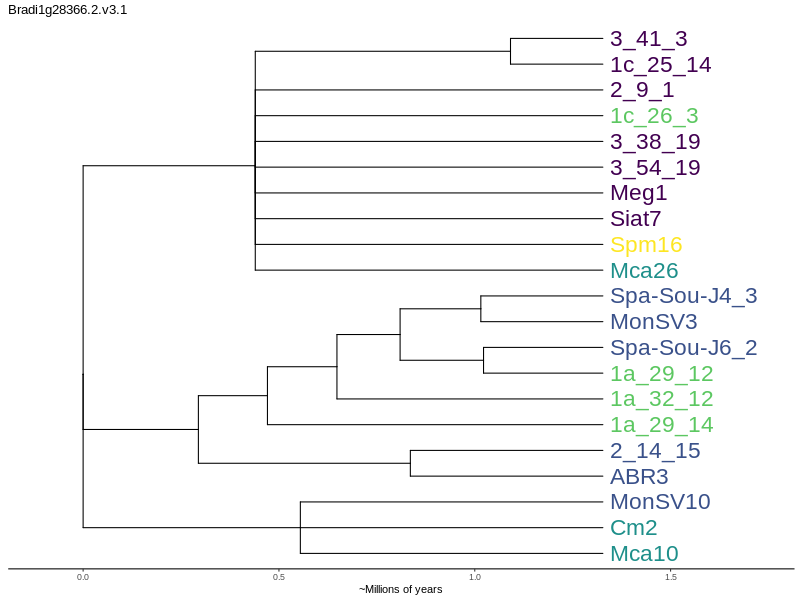 Bradi1g28366.2.v3.1
3_41_3
1c_25_14
2_9_1
1c_26_3
3_38_19
3_54_19
Meg1
Siat7
Spm16
Mca26
Spa-Sou-J4_3
MonSV3
Spa-Sou-J6_2
1a_29_12
1a_32_12
1a_29_14
2_14_15
ABR3
MonSV10
Cm2
Mca10
0.0 0.5 1.0 1.5
~Millions of years